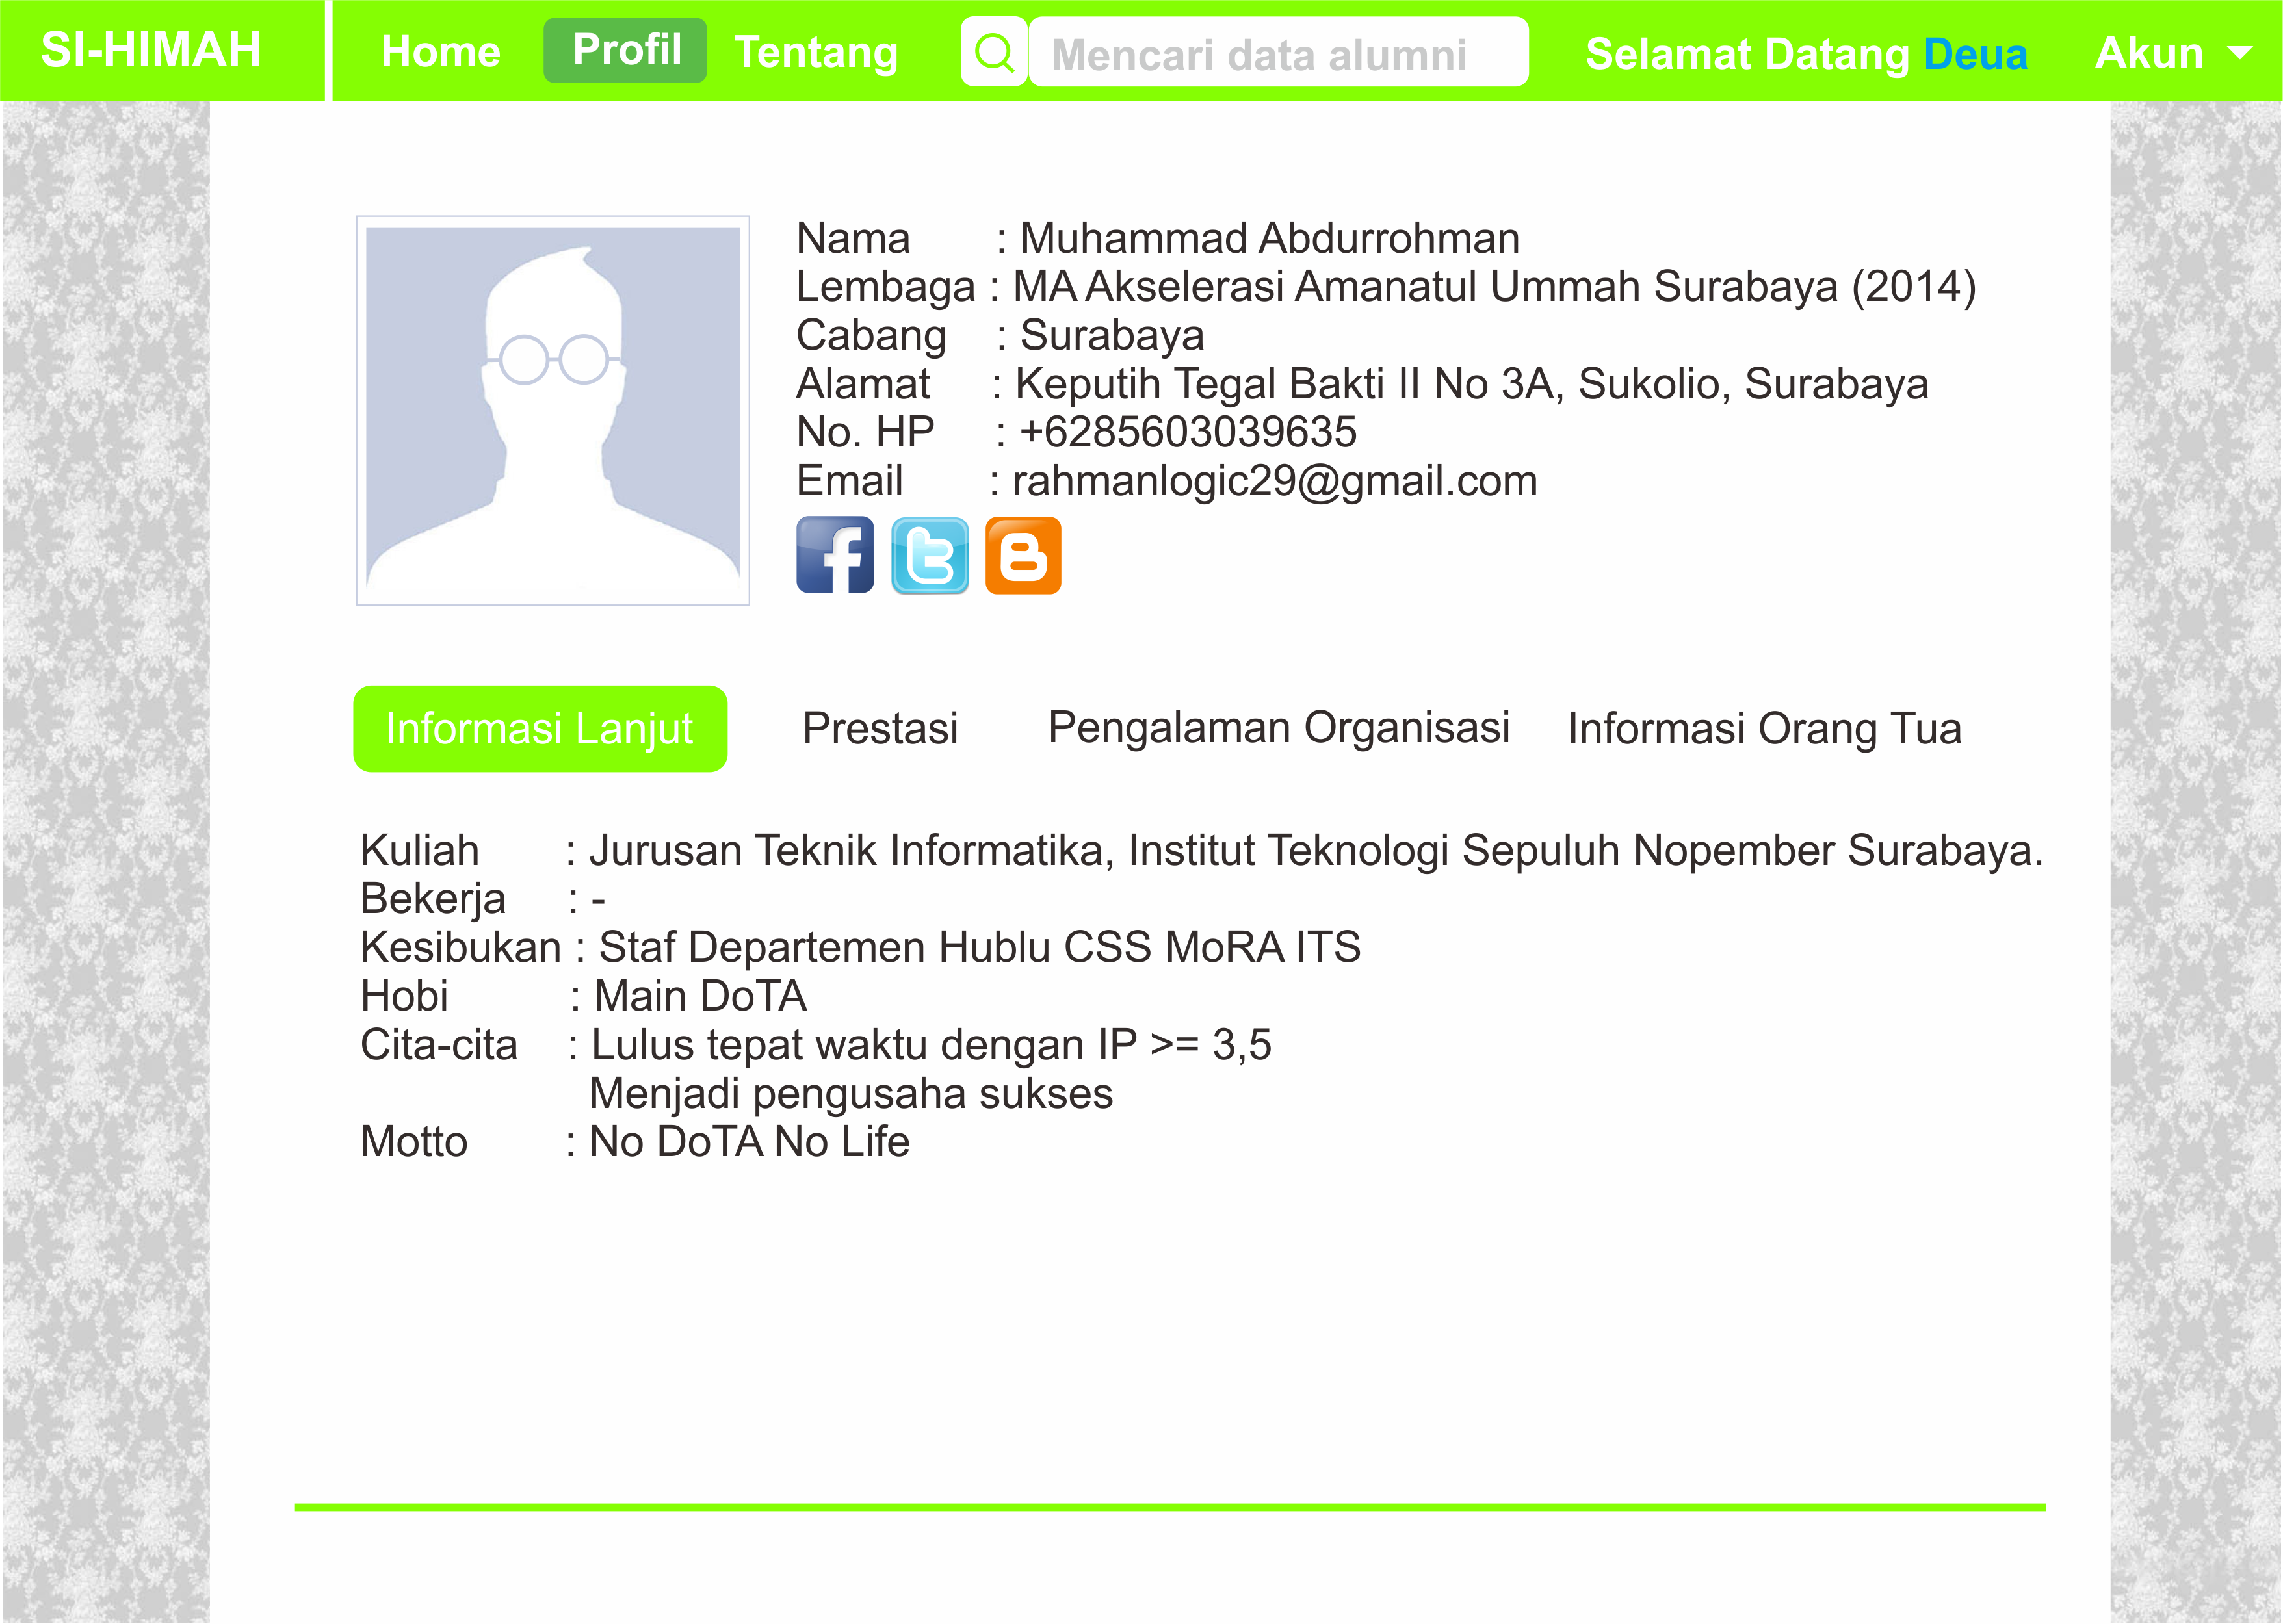 SI-HIMAH Home Profil Tentang Mencari data alumni Selamat Datang Deua Akun
Nama : Muhammad Abdurrohman
Lembaga : MA Akselerasi Amanatul Ummah Surabaya (2014)
Cabang : Surabaya
Alamat : Keputih Tegal Bakti II No 3A, Sukolio, Surabaya
No. HP : +6285603039635
Email : rahmanlogic29@gmail.com
Informasi Lanjut Prestasi Pengalaman Organisasi Informasi Orang Tua
Kuliah : Jurusan Teknik Informatika, Institut Teknologi Sepuluh Nopember Surabaya.
Bekerja : -
Kesibukan : Staf Departemen Hublu CSS MoRA ITS
Hobi : Main DoTA
Cita-cita : Lulus tepat waktu dengan IP >= 3,5
Menjadi pengusaha sukses
Motto : No DoTA No Life